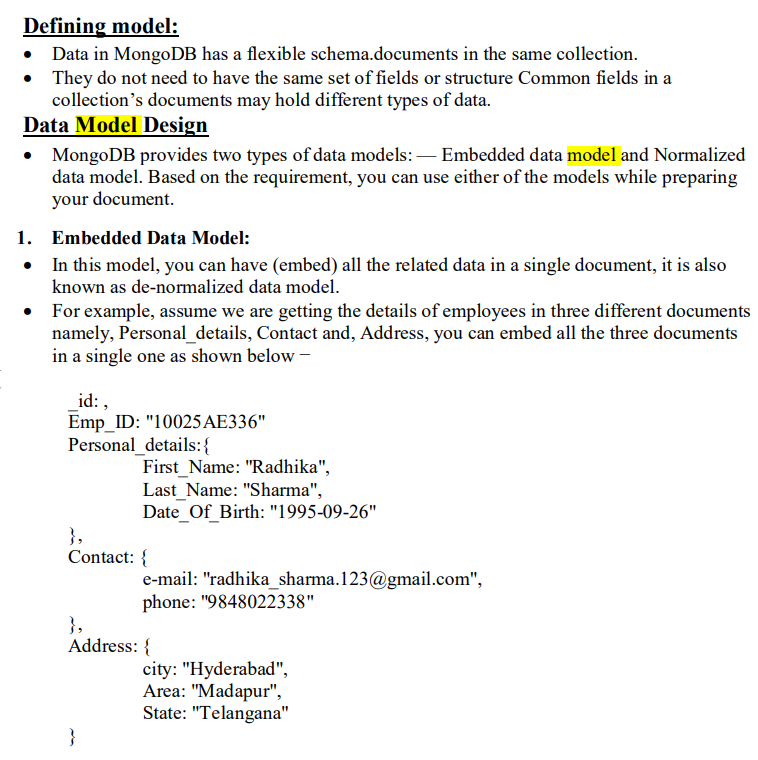 Defining model:
• Data in MongoDB has a flexible schema.documents in the same collection.
• They do not need to have the same set of fields or structure Common fields in a
collection’s documents may hold different types of data.
Data Model Design
• MongoDB provides two types of data models: — Embedded data model and Normalized
data model. Based on the requirement, you can use either of the models while preparing
your document.
1. Embedded Data Model:
• In this model, you can have (embed) all the related data in a single document, it is also
known as de-normalized data model.
• For example, assume we are getting the details of employees in three different documents
namely, Personal_details, Contact and, Address, you can embed all the three documents
in a single one as shown below −
_id: ,
Emp_ID: "10025AE336"
Personal_details:{
First_Name: "Radhika",
Last_Name: "Sharma",
Date_Of_Birth: "1995-09-26"
},
Contact: {
e-mail: "radhika_sharma.123@gmail.com",
phone: "9848022338"
},
Address: {
city: "Hyderabad",
Area: "Madapur",
State: "Telangana"
}